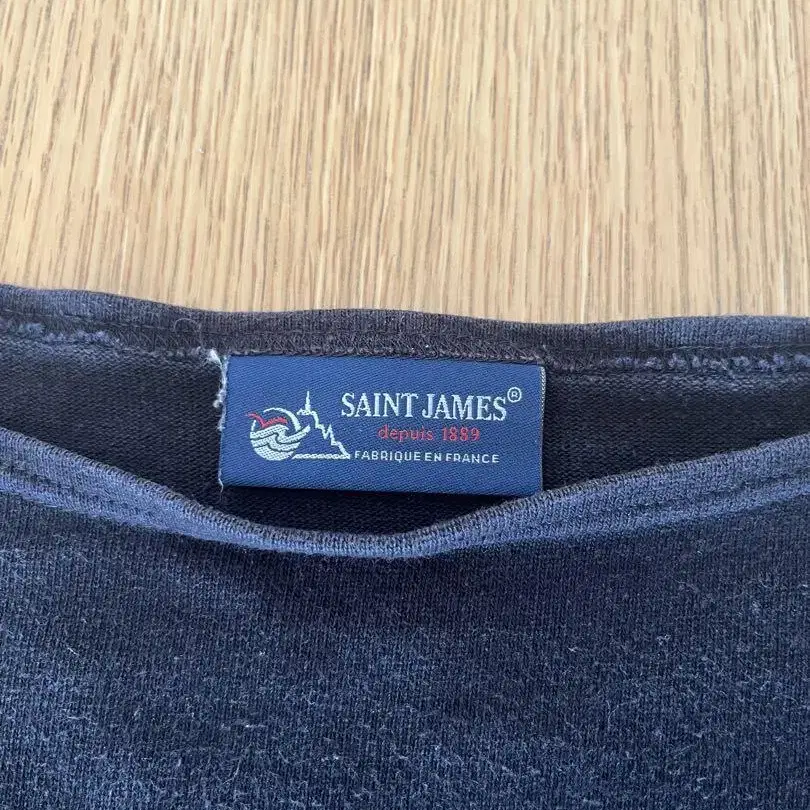 SAINT JAMES®
depuis 1889
FABRIQUE EN FRANCE